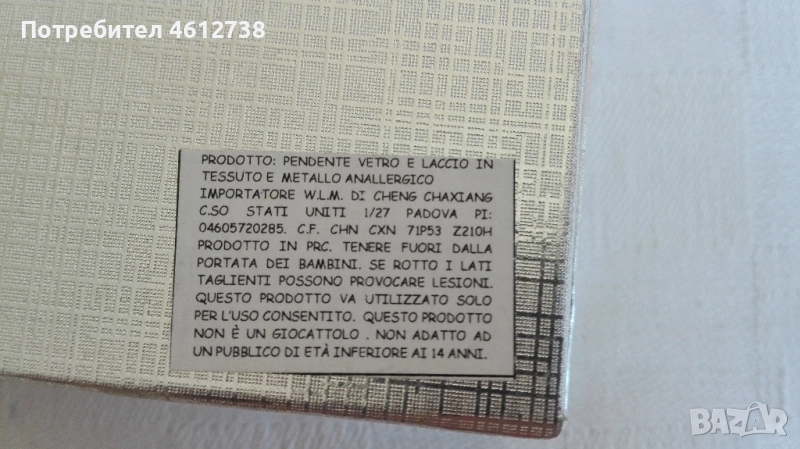 Потребител 4612738
PRODOTTO: PENDENTE VETRO E LACCIO IN
TESSUTO E METALLO ANALLERGICO
IMPORTATORE W.L.M. DI CHENG CHAXIANG
C.SO STATI UNITI 1/27 PADOVA PI:
04605720285. C.F. CHN CXN 71P53 Z210H
PRODOTTO IN PRC. TENERE FUORI DALLA
PORTATA DEI BAMBINI. SE ROTTO I LATI
TAGLIENTI POSSONO PROVOCARE LESIONI.
QUESTO PRODOTTO VA UTILIZZATO SOLO
PER L'USO CONSENTITO. QUESTO PRODOTTO
NON È UN GIOCATTOLO . NON ADATTO AD
UN PUBBLICO DI ETÀ INFERIORE AI 14 ANNI.
BAZAR